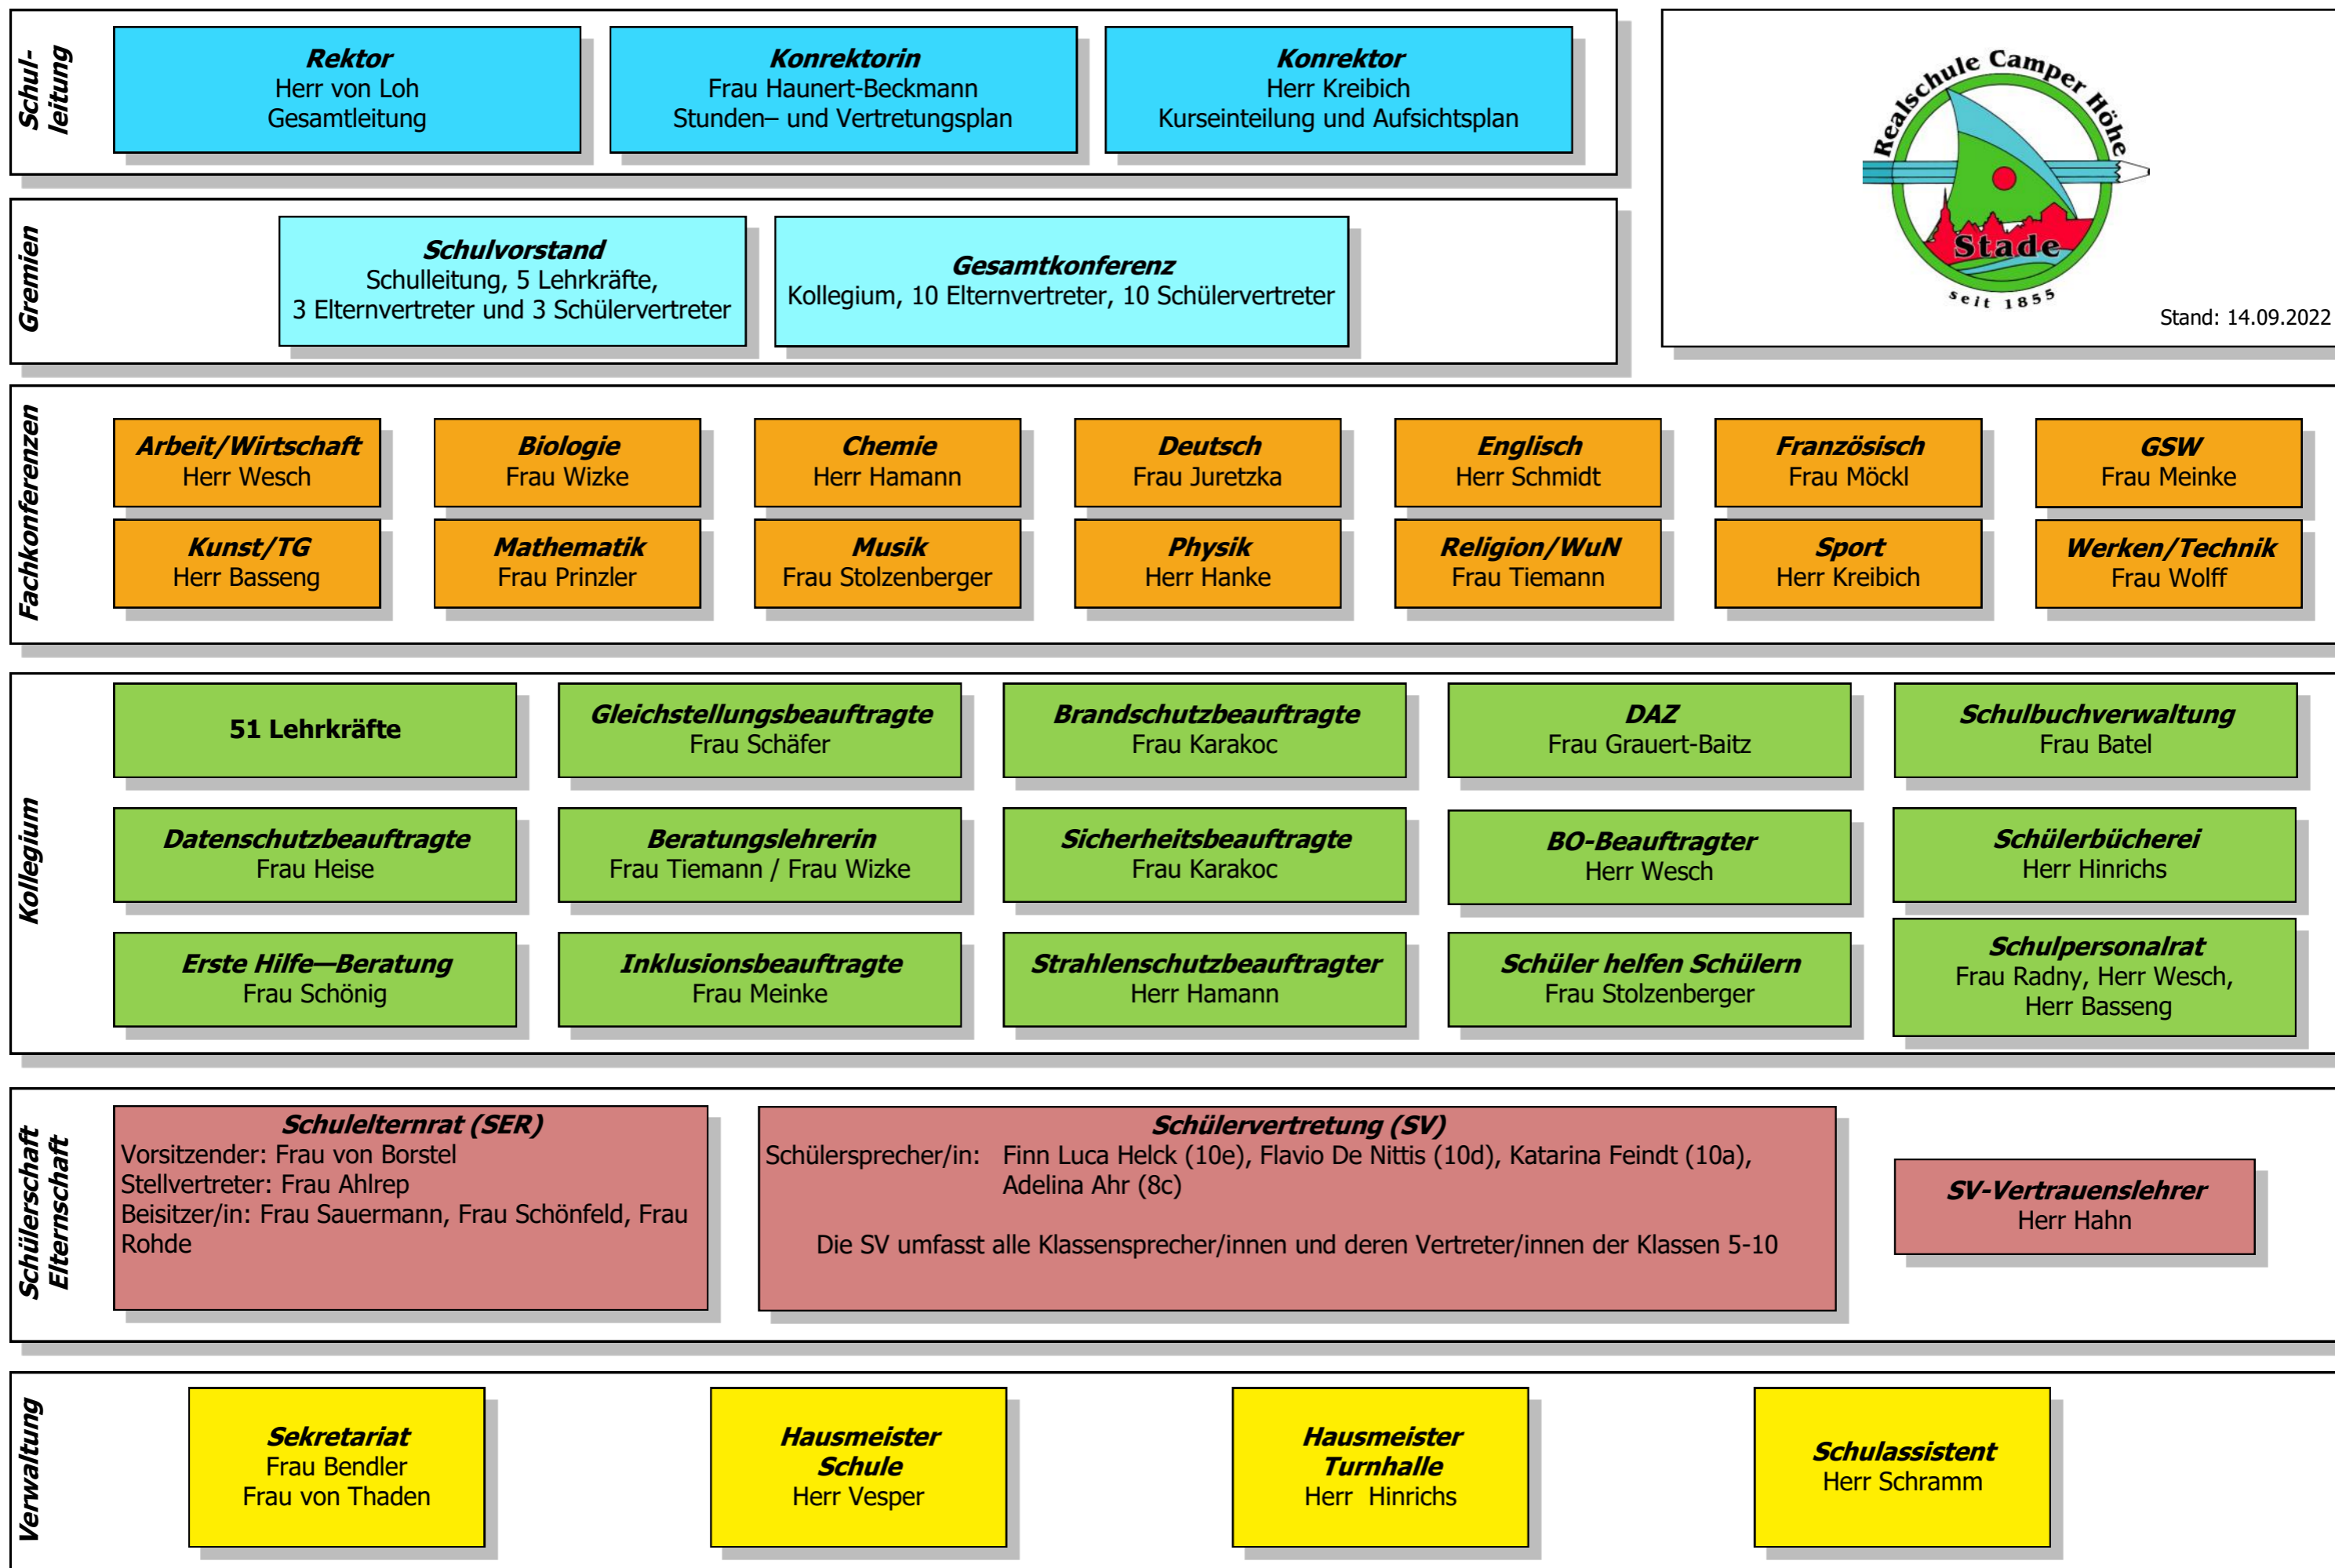 Schul-
leitung
Rektor
Herr von Loh
Gesamtleitung
Konrektorin
Frau Haunert-Beckmann
Stunden– und Vertretungsplan
Konrektor
Herr Kreibich
Kurseinteilung und Aufsichtsplan
Realschule Camper Höhe
Stade
seit 1855
Stand: 14.09.2022
Gremien
Schulvorstand
Schulleitung, 5 Lehrkräfte,
3 Elternvertreter und 3 Schülervertreter
Gesamtkonferenz
Kollegium, 10 Elternvertreter, 10 Schülervertreter
Fachkonferenzen
Arbeit/Wirtschaft
Herr Wesch
Biologie
Frau Wizke
Chemie
Herr Hamann
Deutsch
Frau Juretzka
Englisch
Herr Schmidt
Französisch
Frau Möckl
GSW
Frau Meinke
Kunst/TG
Herr Basseng
Mathematik
Frau Prinzler
Musik
Frau Stolzenberger
Physik
Herr Hanke
Religion/WuN
Frau Tiemann
Sport
Herr Kreibich
Werken/Technik
Frau Wolff
Kollegium
51 Lehrkräfte
Gleichstellungsbeauftragte
Frau Schäfer
Brandschutzbeauftragte
Frau Karakoc
DAZ
Frau Grauert-Baitz
Schulbuchverwaltung
Frau Batel
Datenschutzbeauftragte
Frau Heise
Beratungslehrerin
Frau Tiemann / Frau Wizke
Sicherheitsbeauftragte
Frau Karakoc
BO-Beauftragter
Herr Wesch
Schülerbücherei
Herr Hinrichs
Erste Hilfe—Beratung
Frau Schönig
Inklusionsbeauftragte
Frau Meinke
Strahlenschutzbeauftragter
Herr Hamann
Schüler helfen Schülern
Frau Stolzenberger
Schulpersonalrat
Frau Radny, Herr Wesch,
Herr Basseng
Schülerschaft
Elternschaft
Schulelternrat (SER)
Vorsitzender: Frau von Borstel
Stellvertreter: Frau Ahlrep
Beisitzer/in: Frau Sauermann, Frau Schönfeld, Frau
Rohde
Schülervertretung (SV)
Schülersprecher/in: Finn Luca Helck (10e), Flavio De Nittis (10d), Katarina Feindt (10a),
Adelina Ahr (8c)
Die SV umfasst alle Klassensprecher/innen und deren Vertreter/innen der Klassen 5-10
SV-Vertrauenslehrer
Herr Hahn
Verwaltung
Sekretariat
Frau Bendler
Frau von Thaden
Hausmeister
Schule
Herr Vesper
Hausmeister
Turnhalle
Herr  Hinrichs
Schulassistent
Herr Schramm